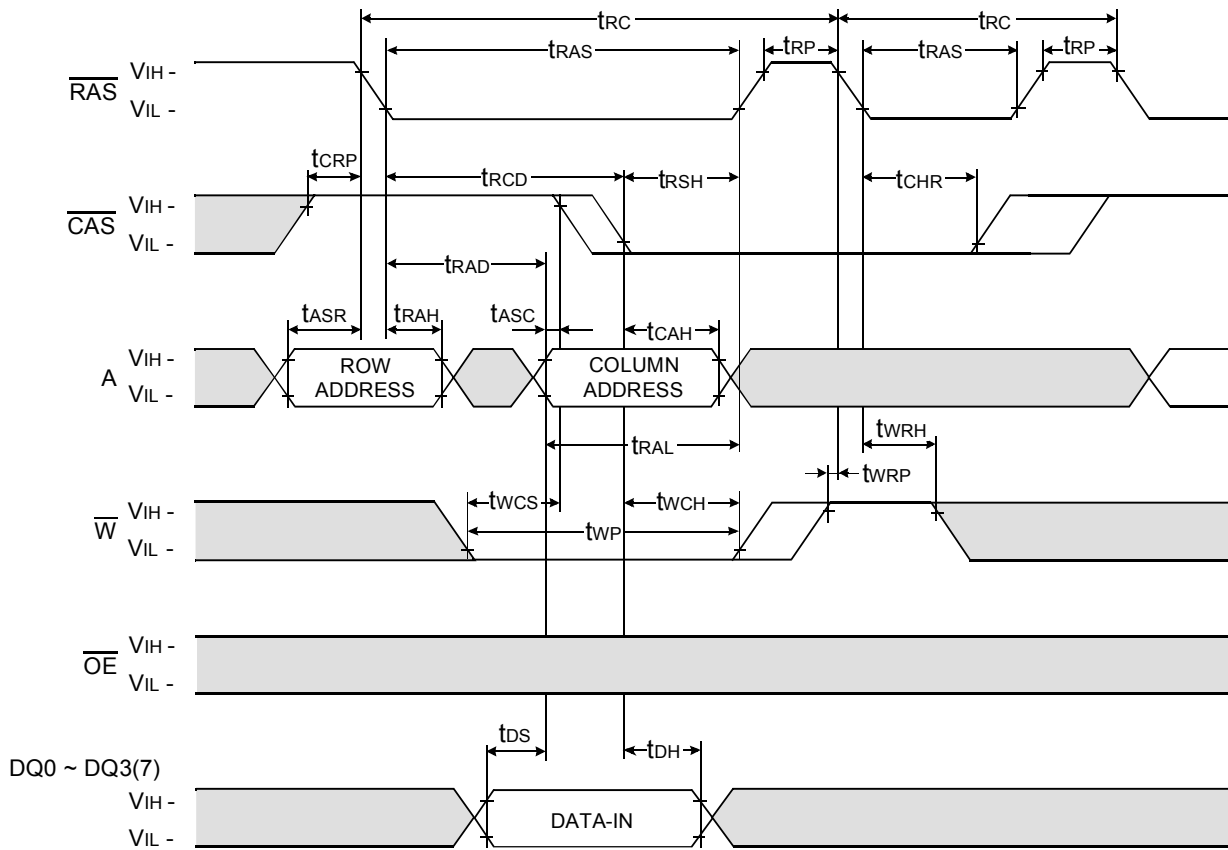 tRC tRC
tRAS tRP tRAS tRP
RAS VIH -
VIL -
tCRP tRCD tRSH tCHR
CAS VIH -
VIL -
tRAD
tASR tRAH tASC tCAH
A VIH -
VIL -
ROW
ADDRESS
COLUMN
ADDRESS
tRAL tWRH
tWRP
tWCS tWCH
W VIH -
VIL -
tWP
OE VIH -
VIL -
tDS tDH
DQ0 ~ DQ3(7)
VIH -
VIL -
DATA-IN